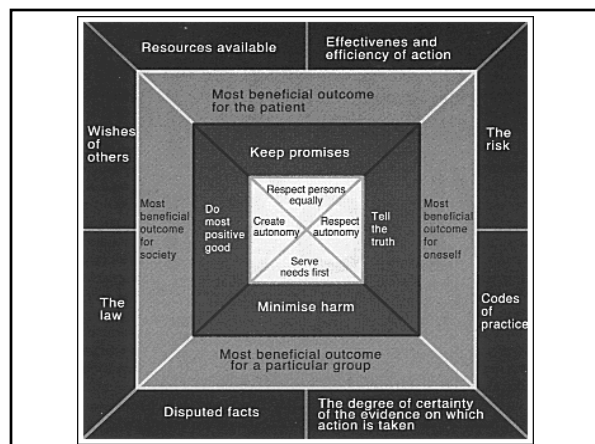 Resources available
Effectivenes and
efficiency of action
Most beneficial outcome
for the patient
Wishes
of
others
The
risk
Keep promises
Respect persons
equally
Most
beneficial
outcome
for
society
Do
most
positive
good
Create
autonomy
Respect
autonomy
Tell
the
truth
Most
beneficial
outcome
for
oneself
Serve
needs first
The
law
Minimise harm
Codes
of
practice
Most beneficial outcome
for a particular group
Disputed facts
The degree of certainty
of the evidence on which
action is taken